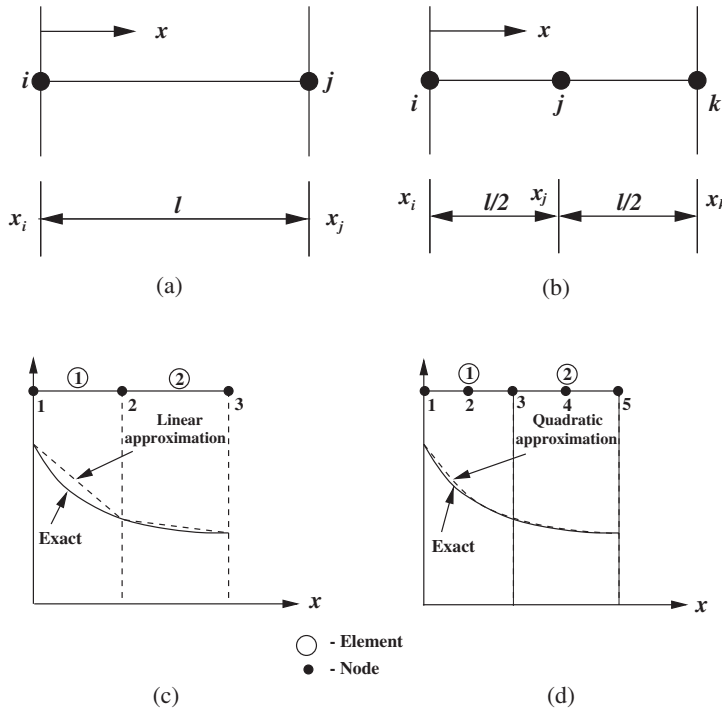 x
x
i
j
i
j
k
x_i
l
x_j
x_i
l/2
x_j
l/2
(a)
(b)
1
2
1
2
1
2
3
1
2
3
4
5
Linear
approximation
Quadratic
approximation
Exact
Exact
x
x
- Element
- Node
(c)
(d)